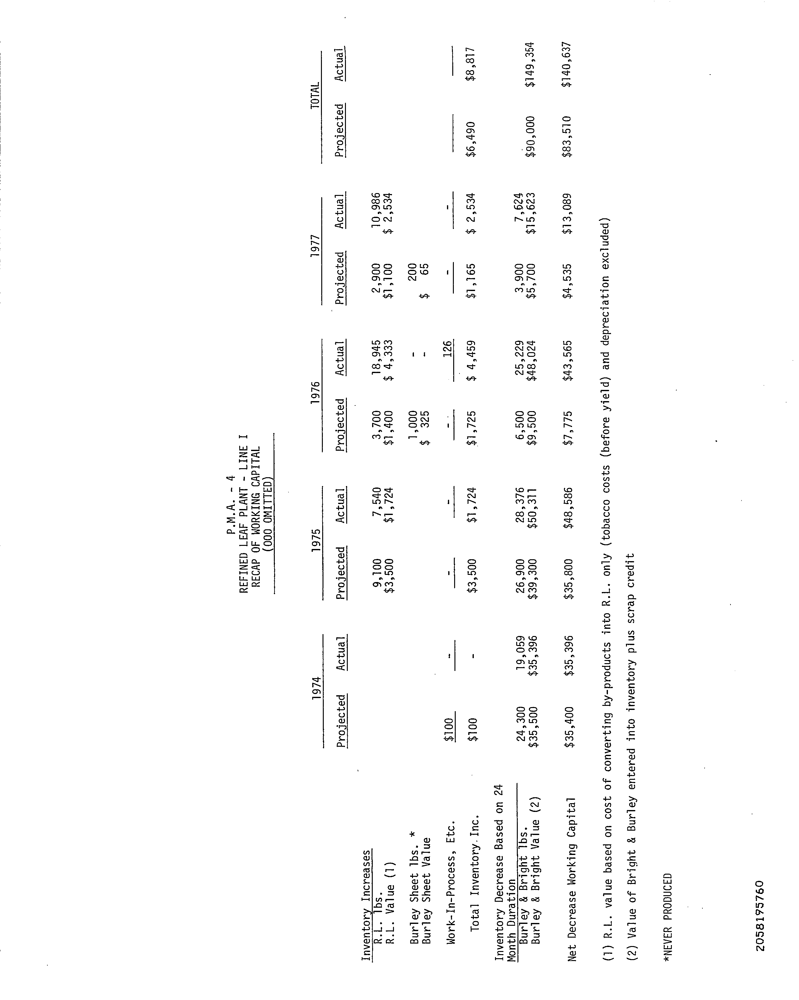 P.M.A. - 4
REFINED LEAF PLANT - LINE I
RECAP OF WORKING CAPITAL
(000 OMITTED)
1974 1975 1976 1977 TOTAL
Projected Actual Projected Actual Projected Actual Projected Actual Projected Actual
Inventory Increases
R.L. lbs. 9,100 7,540 3,700 18,945 2,900 10,986
R.L. Value (1) $3,500 $1,724 $1,400 $ 4,333 $1,100 $ 2,534
Burley Sheet lbs. * 1,000 - 200
Burley Sheet Value $ 325 - $ 65
Work-In-Process, Etc. $100 - - - - 126 - -
Total Inventory Inc. $100 - $3,500 $1,724 $1,725 $ 4,459 $1,165 $ 2,534 $6,490 $8,817
Inventory Decrease Based on 24
Month Duration
Burley & Bright lbs. 24,300 19,059 26,900 28,376 6,500 25,229 3,900 7,624
Burley & Bright Value (2) $35,500 $35,396 $39,300 $50,311 $9,500 $48,024 $5,700 $15,623 $90,000 $149,354
Net Decrease Working Capital $35,400 $35,396 $35,800 $48,586 $7,775 $43,565 $4,535 $13,089 $83,510 $140,637
(1) R.L. value based on cost of converting by-products into R.L. only (tobacco costs (before yield) and depreciation excluded)
(2) Value of Bright & Burley entered into inventory plus scrap credit
*NEVER PRODUCED
2058195760